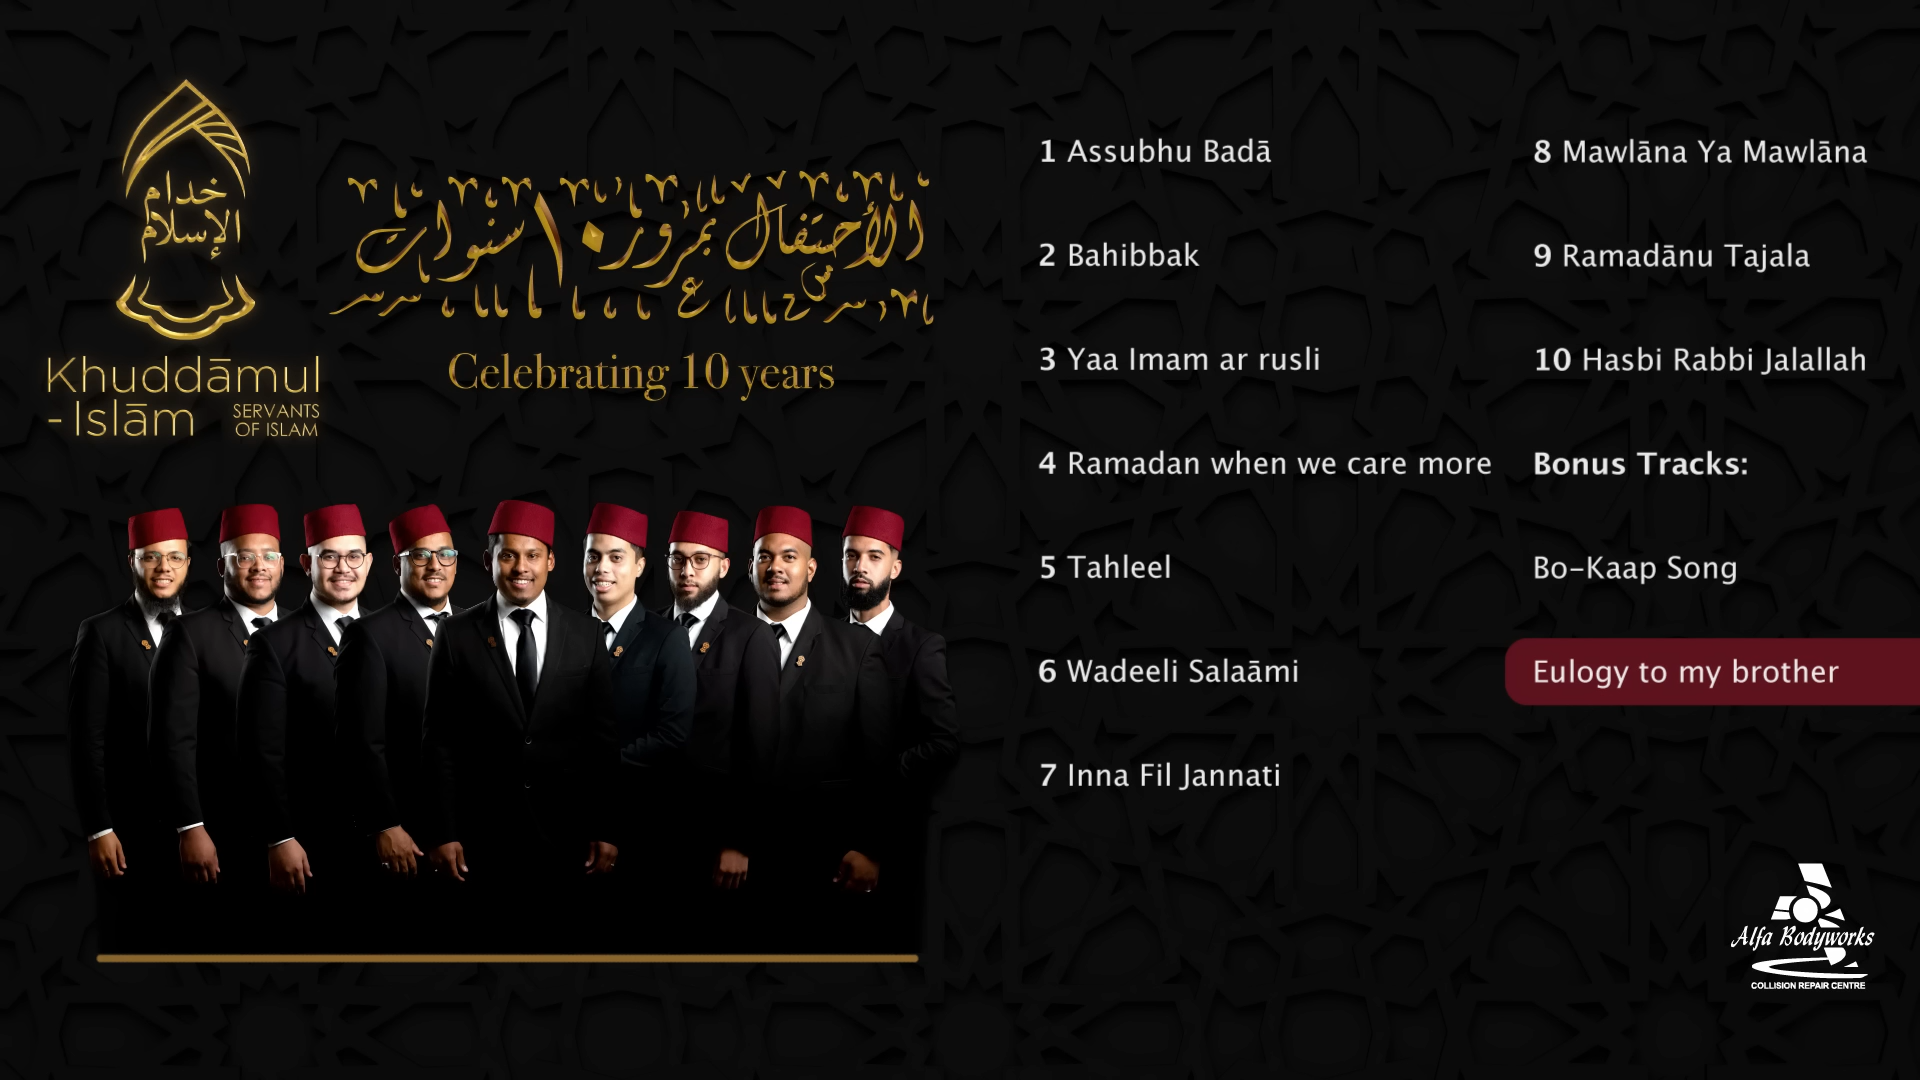 خدام
الإسلام
Khuddāmul
-Islām
SERVANTS
OF ISLAM
الإحتفال بمرور ١٠ سنوات
Celebrating 10 years
1 Assubhu Badā
2 Bahibbak
3 Yaa Imam ar rusli
4 Ramadan when we care more
5 Tahleel
6 Wadeeli Salaāmi
7 Inna Fil Jannati
8 Mawlāna Ya Mawlāna
9 Ramadānu Tajala
10 Hasbi Rabbi Jalallah
Bonus Tracks:
Bo-Kaap Song
Eulogy to my brother
Alfa Bodyworks
COLLISION REPAIR CENTRE